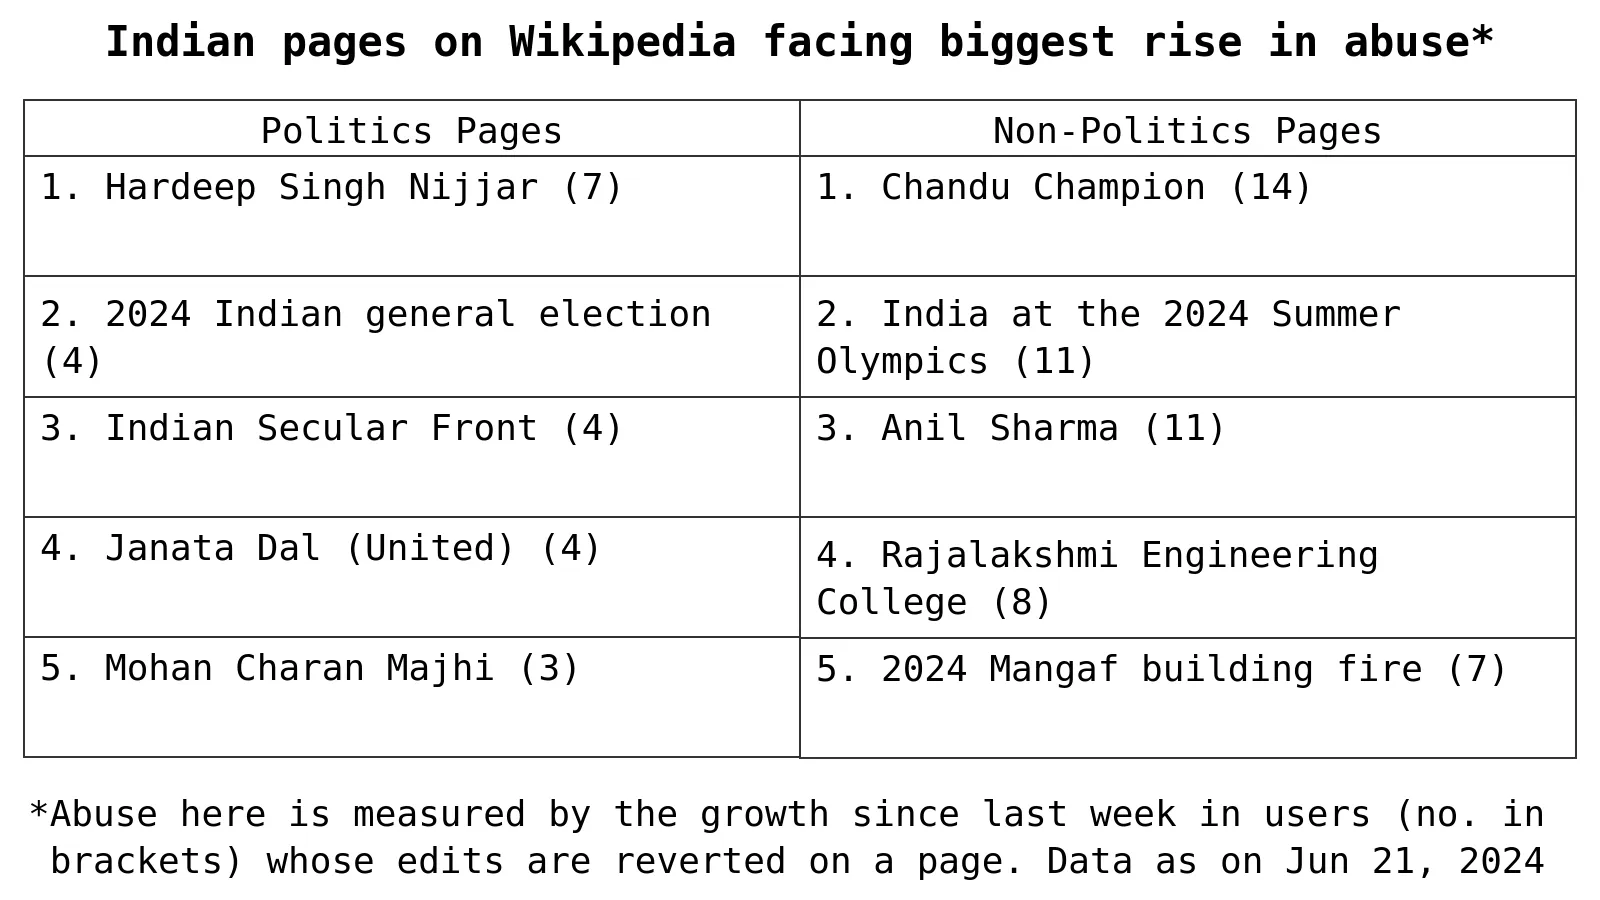 Indian pages on Wikipedia facing biggest rise in abuse*
Politics Pages
Non-Politics Pages
1. Hardeep Singh Nijjar (7)
1. Chandu Champion (14)
2. 2024 Indian general election
(4)
2. India at the 2024 Summer
Olympics (11)
3. Indian Secular Front (4)
3. Anil Sharma (11)
4. Janata Dal (United) (4)
4. Rajalakshmi Engineering
College (8)
5. Mohan Charan Majhi (3)
5. 2024 Mangaf building fire (7)
*Abuse here is measured by the growth since last week in users (no. in
brackets) whose edits are reverted on a page. Data as on Jun 21, 2024